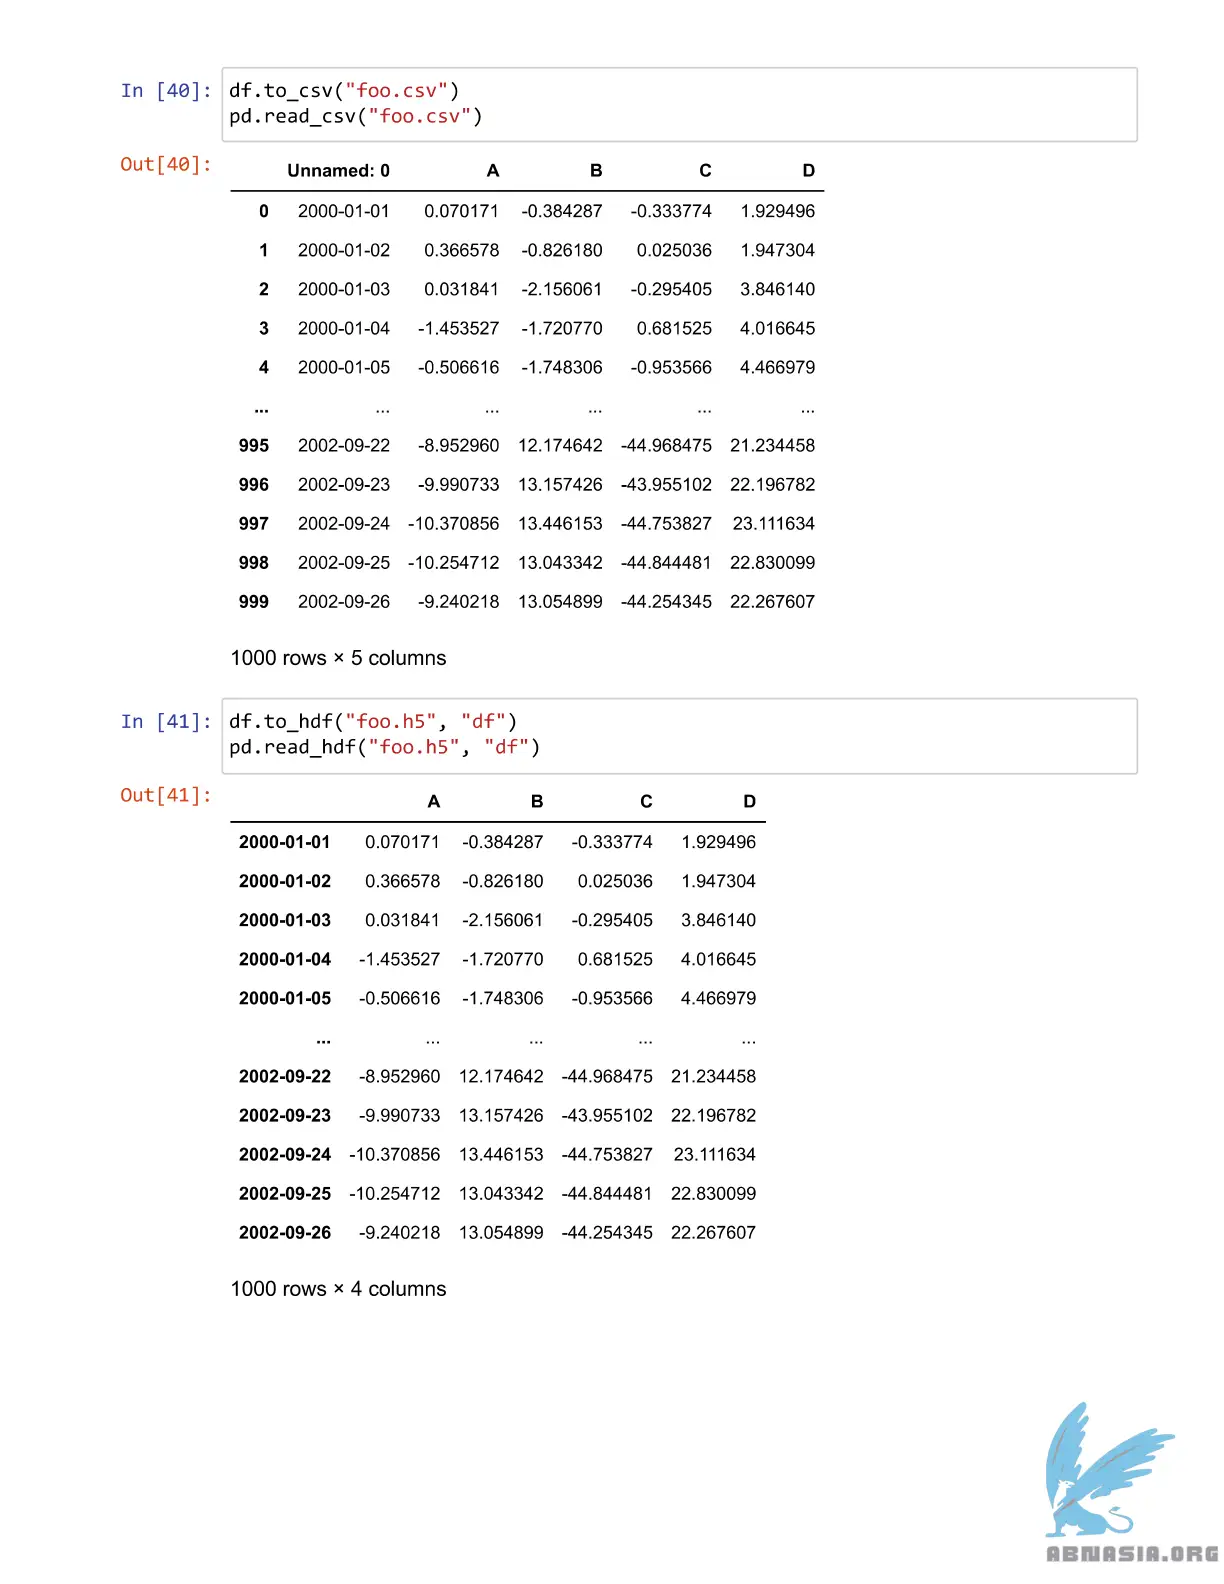 In [40]: df.to_csv("foo.csv")
pd.read_csv("foo.csv")
Out[40]:
Unnamed: 0 A B C D
0 2000-01-01 0.070171 -0.384287 -0.333774 1.929496
1 2000-01-02 0.366578 -0.826180 0.025036 1.947304
2 2000-01-03 0.031841 -2.156061 -0.295405 3.846140
3 2000-01-04 -1.453527 -1.720770 0.681525 4.016645
4 2000-01-05 -0.506616 -1.748306 -0.953566 4.466979
... ... ... ... ... ...
995 2002-09-22 -8.952960 12.174642 -44.968475 21.234458
996 2002-09-23 -9.990733 13.157426 -43.955102 22.196782
997 2002-09-24 -10.370856 13.446153 -44.753827 23.111634
998 2002-09-25 -10.254712 13.043342 -44.844481 22.830099
999 2002-09-26 -9.240218 13.054899 -44.254345 22.267607
1000 rows × 5 columns
In [41]: df.to_hdf("foo.h5", "df")
pd.read_hdf("foo.h5", "df")
Out[41]:
A B C D
2000-01-01 0.070171 -0.384287 -0.333774 1.929496
2000-01-02 0.366578 -0.826180 0.025036 1.947304
2000-01-03 0.031841 -2.156061 -0.295405 3.846140
2000-01-04 -1.453527 -1.720770 0.681525 4.016645
2000-01-05 -0.506616 -1.748306 -0.953566 4.466979
... ... ... ... ...
2002-09-22 -8.952960 12.174642 -44.968475 21.234458
2002-09-23 -9.990733 13.157426 -43.955102 22.196782
2002-09-24 -10.370856 13.446153 -44.753827 23.111634
2002-09-25 -10.254712 13.043342 -44.844481 22.830099
2002-09-26 -9.240218 13.054899 -44.254345 22.267607
1000 rows × 4 columns
ABNASIA.ORG